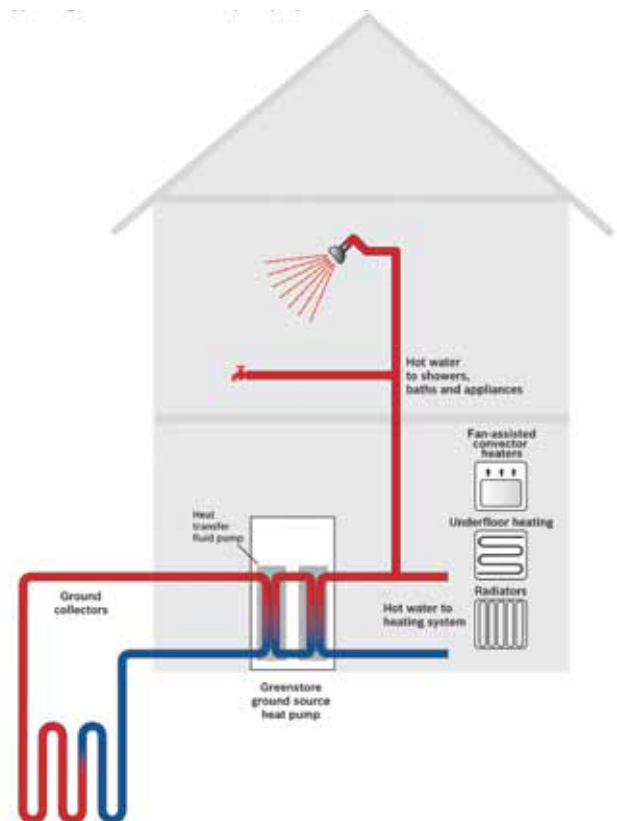 Hot water
to showers,
baths and appliances
Fan-assisted
convector
heaters
Underfloor heating
Radiators
Heat
transfer
fluid pump
Ground
collectors
Hot water to
heating system
Greenstore
ground source
heat pump